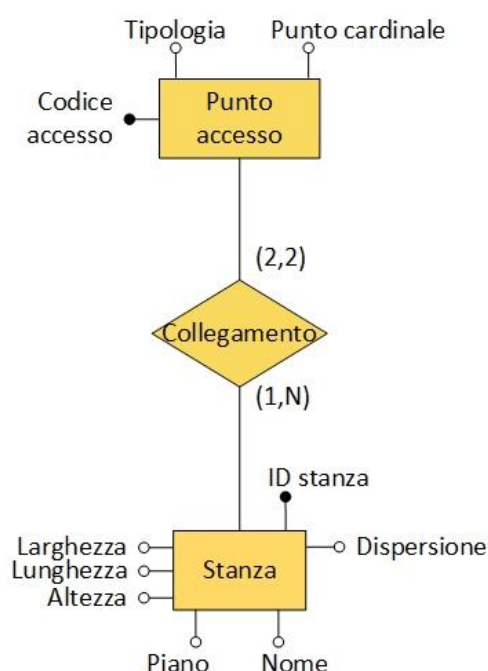 Tipologia Punto cardinale
Codice
accesso
Punto
accesso
(2,2)
Collegamento
(1,N)
ID stanza
Larghezza
Lunghezza
Altezza
Stanza
Dispersione
Piano Nome